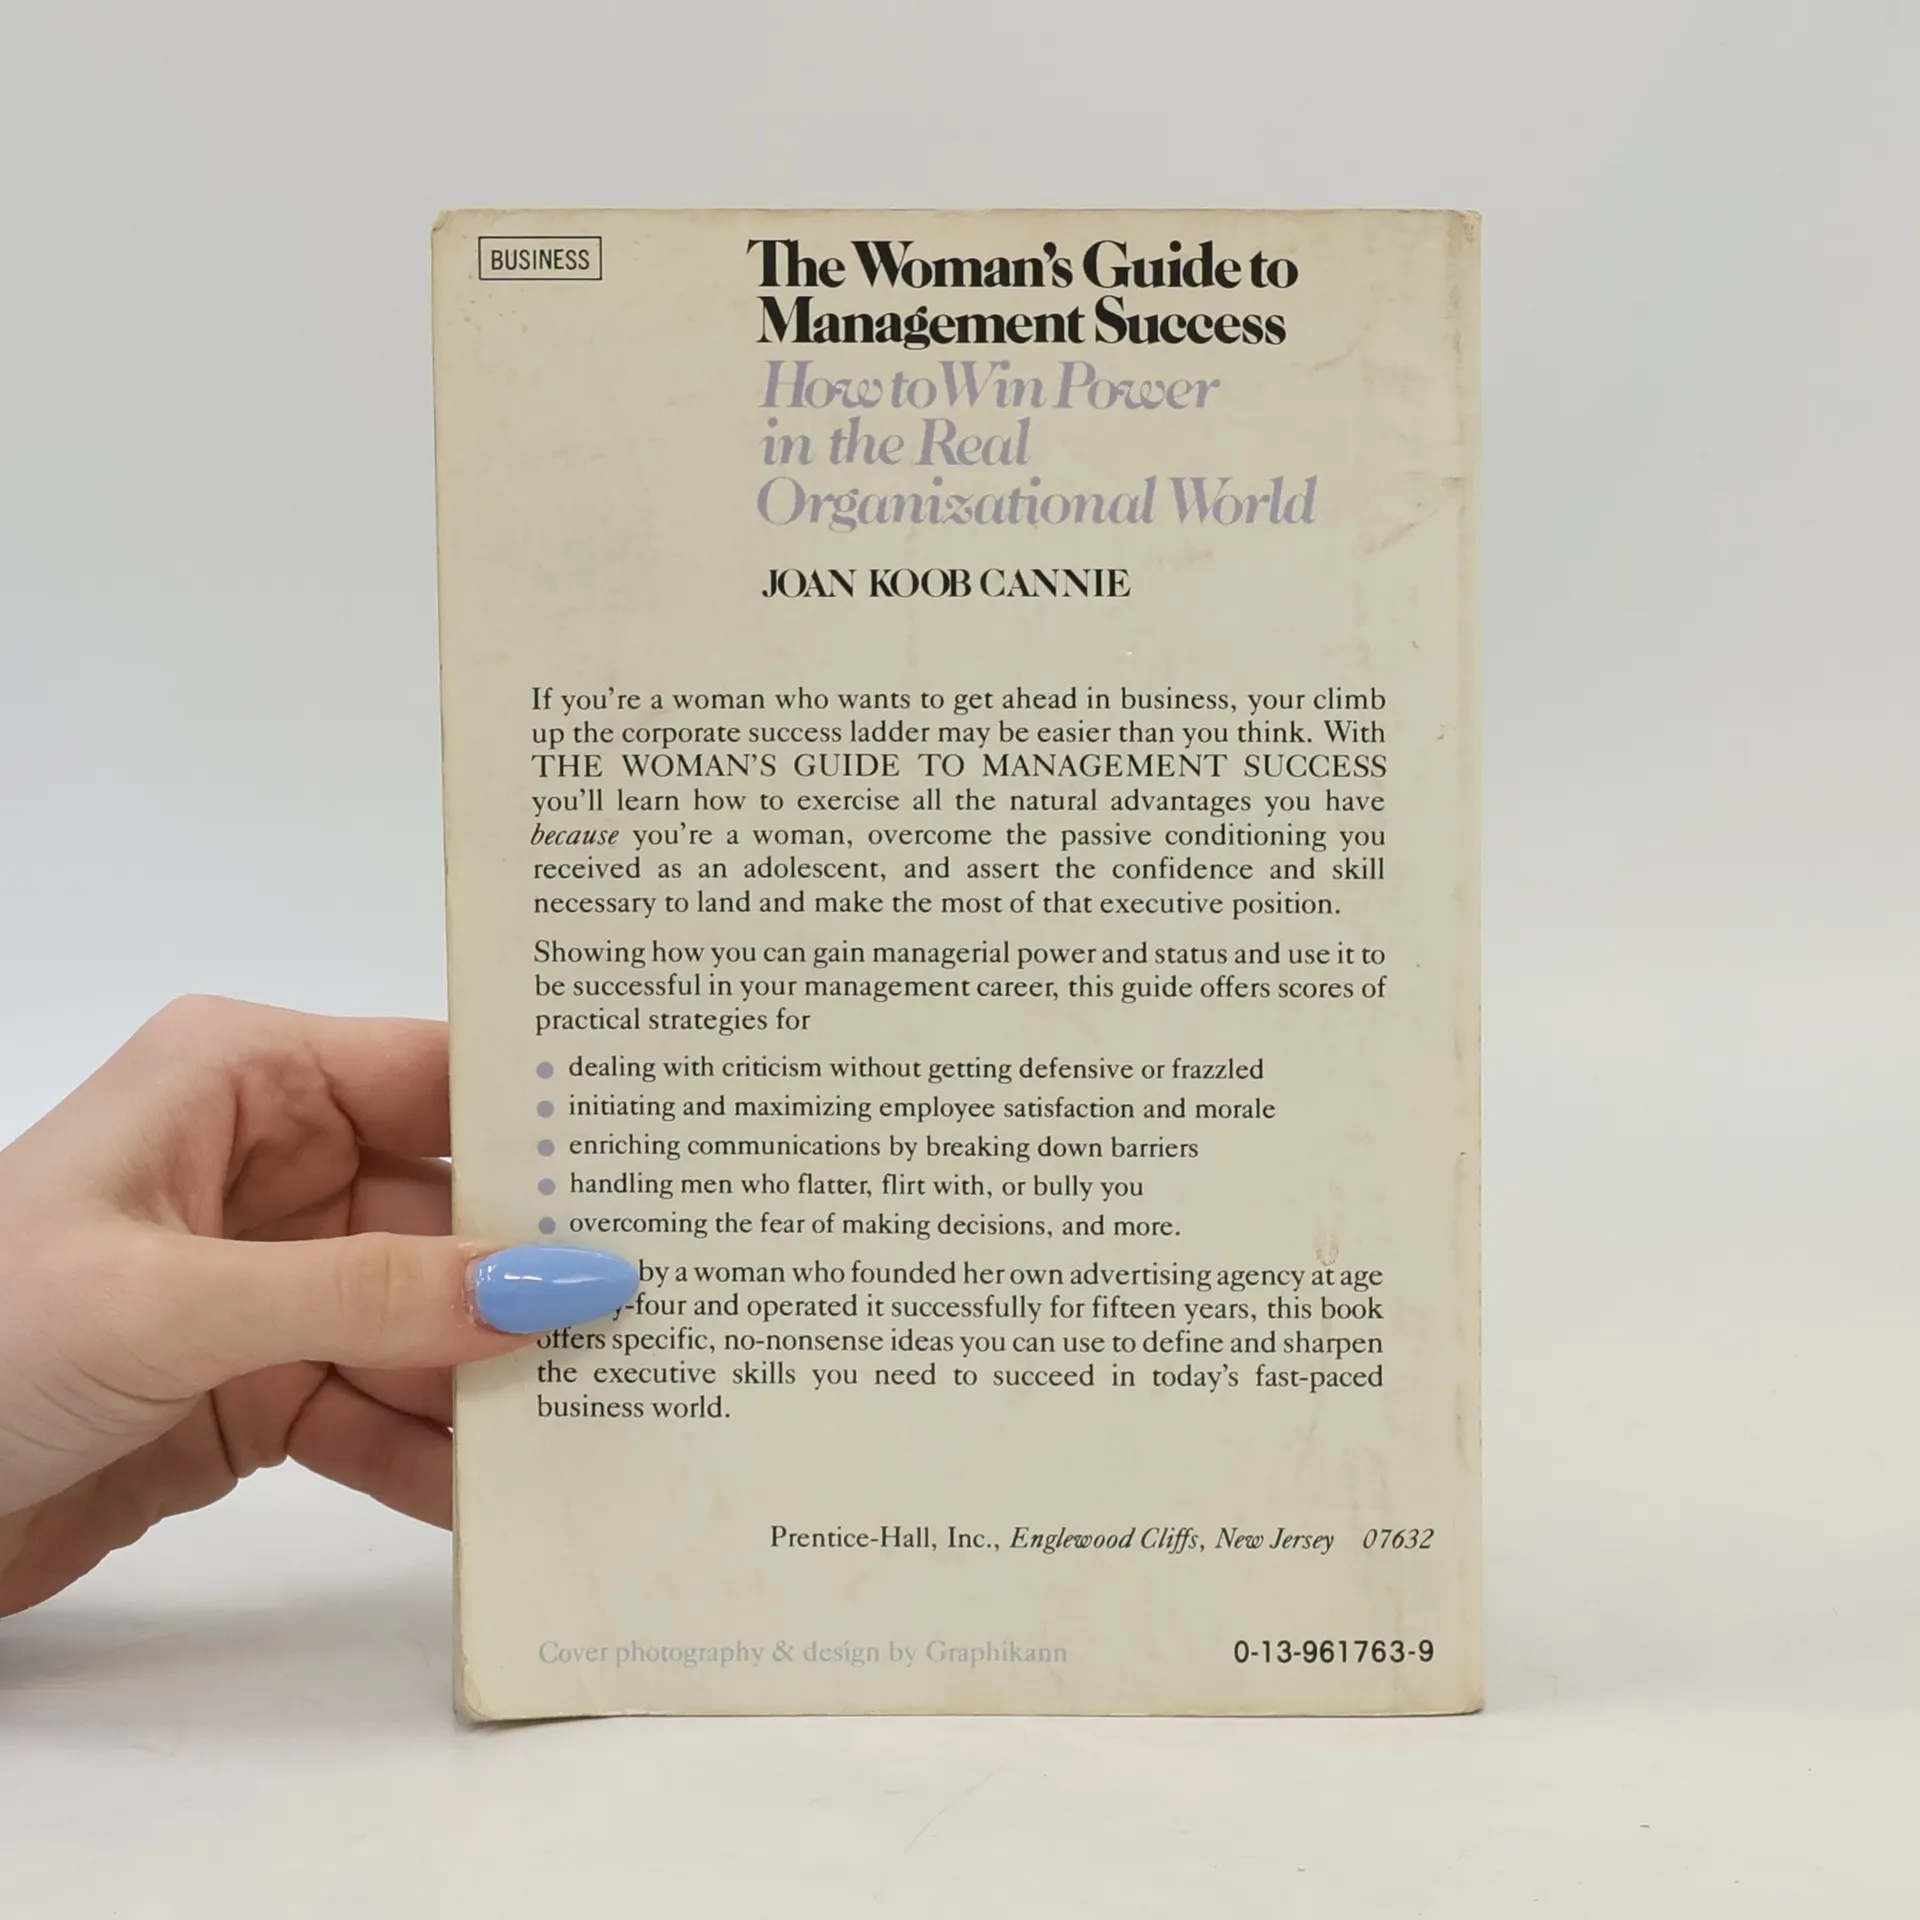 BUSINESS
The Woman's Guide to
Management Success
How to Win Power
in the Real
Organizational World
JOAN KOOB CANNIE
If you're a woman who wants to get ahead in business, your climb
up the corporate success ladder may be easier than you think. With
THE WOMAN'S GUIDE TO MANAGEMENT SUCCESS
you'll learn how to exercise all the natural advantages you have
because you're a woman, overcome the passive conditioning you
received as an adolescent, and assert the confidence and skill
necessary to land and make the most of that executive position.
Showing how you can gain managerial power and status and use it to
be successful in your management career, this guide offers scores of
practical strategies for
● dealing with criticism without getting defensive or frazzled
● initiating and maximizing employee satisfaction and morale
● enriching communications by breaking down barriers
● handling men who flatter, flirt with, or bully you
● overcoming the fear of making decisions, and more.
by a woman who founded her own advertising agency at age
-four and operated it successfully for fifteen years, this book
offers specific, no-nonsense ideas you can use to define and sharpen
the executive skills you need to succeed in today's fast-paced
business world.
Prentice-Hall, Inc., Englewood Cliffs, New Jersey 07632
Cover photography & design by Graphikann
0-13-961763-9